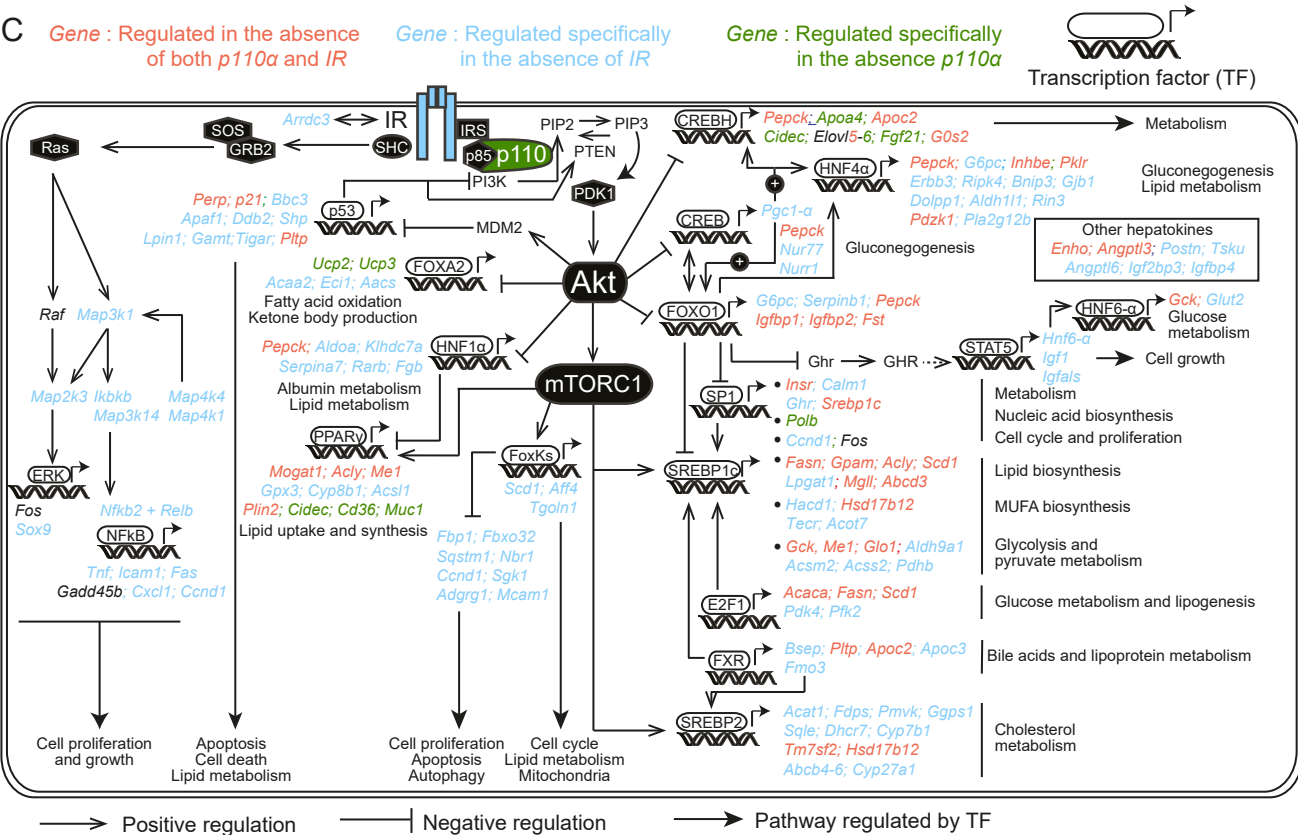 C
Gene : Regulated in the absence
of both p110α and IR
Gene : Regulated specifically
in the absence of IR
Gene : Regulated specifically
in the absence p110α
Transcription factor (TF)
Ras
SOS
GRB2
Arrdc3
IR
SHC
IRS
p85
p110
PI3K
PIP2
PIP3
PTEN
PDK1
CREBH
Pepck; Apoa4; Apoc2
Cidec; Elovl5-6; Fgf21; G0s2
Metabolism
HNF4α
Pepck; G6pc; Inhbe; Pklr
Erbb3; Ripk4; Bnip3; Gjb1
Dolpp1; Aldh1l1; Rin3
Pdzk1; Pla2g12b
Gluconegogenesis
Lipid metabolism
Perp; p21; Bbc3
Apaf1; Ddb2; Shp
Lpin1; Gamt;Tigar; Pltp
p53
MDM2
+
CREB
Pgc1-α
Pepck
Nur77
Nurr1
+
Gluconegogenesis
Other hepatokines
Enho; Angptl3; Postn; Tsku
Angptl6; Igf2bp3; Igfbp4
Ucp2; Ucp3
Acaa2; Eci1; Aacs
Fatty acid oxidation
Ketone body production
FOXA2
Akt
FOXO1
G6pc; Serpinb1; Pepck
Igfbp1; Igfbp2; Fst
HNF6-α
Gck; Glut2
Glucose
metabolism
Raf
Map3k1
Pepck; Aldoa; Klhdc7a
Serpina7; Rarb; Fgb
HNF1α
Albumin metabolism
Lipid metabolism
mTORC1
Ghr
GHR
STAT5
Hnf6-α
Igf1
Igfals
Cell growth
Map2k3
Ikbkb
Map3k14
Map4k4
Map4k1
SP1
• Insr; Calm1
Ghr; Srebp1c
• Polb
• Ccnd1; Fos
Metabolism
Nucleic acid biosynthesis
Cell cycle and proliferation
PPARγ
Mogat1; Acly; Me1
Gpx3; Cyp8b1; Acsl1
Plin2; Cidec; Cd36; Muc1
Lipid uptake and synthesis
FoxKs
Scd1; Aff4
Tgoln1
SREBP1c
• Fasn; Gpam; Acly; Scd1
Lpgat1; Mgll; Abcd3
Lipid biosynthesis
• Hacd1; Hsd17b12
Tecr; Acot7
MUFA biosynthesis
• Gck, Me1; Glo1; Aldh9a1
Acsm2; Acss2; Pdhb
Glycolysis and
pyruvate metabolism
ERK
Fos
Sox9
Nfkb2 + Relb
NFkB
Tnf; Icam1; Fas
Gadd45b; Cxcl1; Ccnd1
Fbp1; Fbxo32
Sqstm1; Nbr1
Ccnd1; Sgk1
Adgrg1; Mcam1
E2F1
Acaca; Fasn; Scd1
Pdk4; Pfk2
Glucose metabolism and lipogenesis
FXR
Bsep; Pltp; Apoc2; Apoc3
Fmo3
Bile acids and lipoprotein metabolism
SREBP2
Acat1; Fdps; Pmvk; Ggps1
Sqle; Dhcr7; Cyp7b1
Tm7sf2; Hsd17b12
Abcb4-6; Cyp27a1
Cholesterol
metabolism
Cell proliferation
and growth
Apoptosis
Cell death
Lipid metabolism
Cell proliferation
Apoptosis
Autophagy
Cell cycle
Lipid metabolism
Mitochondria
Positive regulation
Negative regulation
Pathway regulated by TF